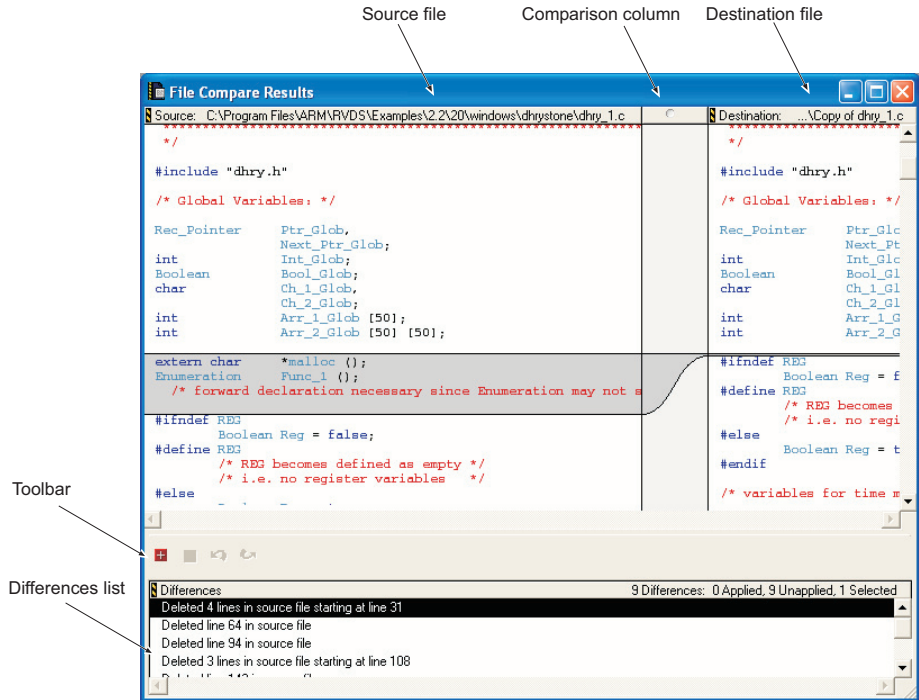 Source file
Comparison column
Destination file
File Compare Results
Source: C:\Program Files\ARM\RVDS\Examples\2.2\20\windows\dhrystone\dhry_1.c
*/
#include "dhry.h"
/* Global Variables: */
Rec_Pointer Ptr_Glob,
Next_Ptr_Glob;
int Int_Glob;
Boolean Bool_Glob;
char Ch_1_Glob,
Ch_2_Glob;
int Arr_1_Glob [50];
int Arr_2_Glob [50] [50];
extern char *malloc ();
Enumeration Func_1 ();
/* forward declaration necessary since Enumeration may not s
#ifndef REG
Boolean Reg = false;
#define REG
/* REG becomes defined as empty */
/* i.e. no register variables */
#else
Destination: ...\Copy of dhry_1.c
*/
#include "dhry.h"
/* Global Variables: */
Rec_Pointer Ptr_Glo
Next_Pt
int Int_Glo
Boolean Bool_Gl
char Ch_1_Gl
Ch_2_Gl
int Arr_1_G
int Arr_2_G
#ifndef REG
Boolean Reg = f
#define REG
/* REG becomes
/* i.e. no regi
#else
Boolean Reg = t
#endif
/* variables for time m
Toolbar
Differences list
Differences
9 Differences: 0 Applied, 9 Unapplied, 1 Selected
Deleted 4 lines in source file starting at line 31
Deleted line 64 in source file
Deleted line 94 in source file
Deleted 3 lines in source file starting at line 108